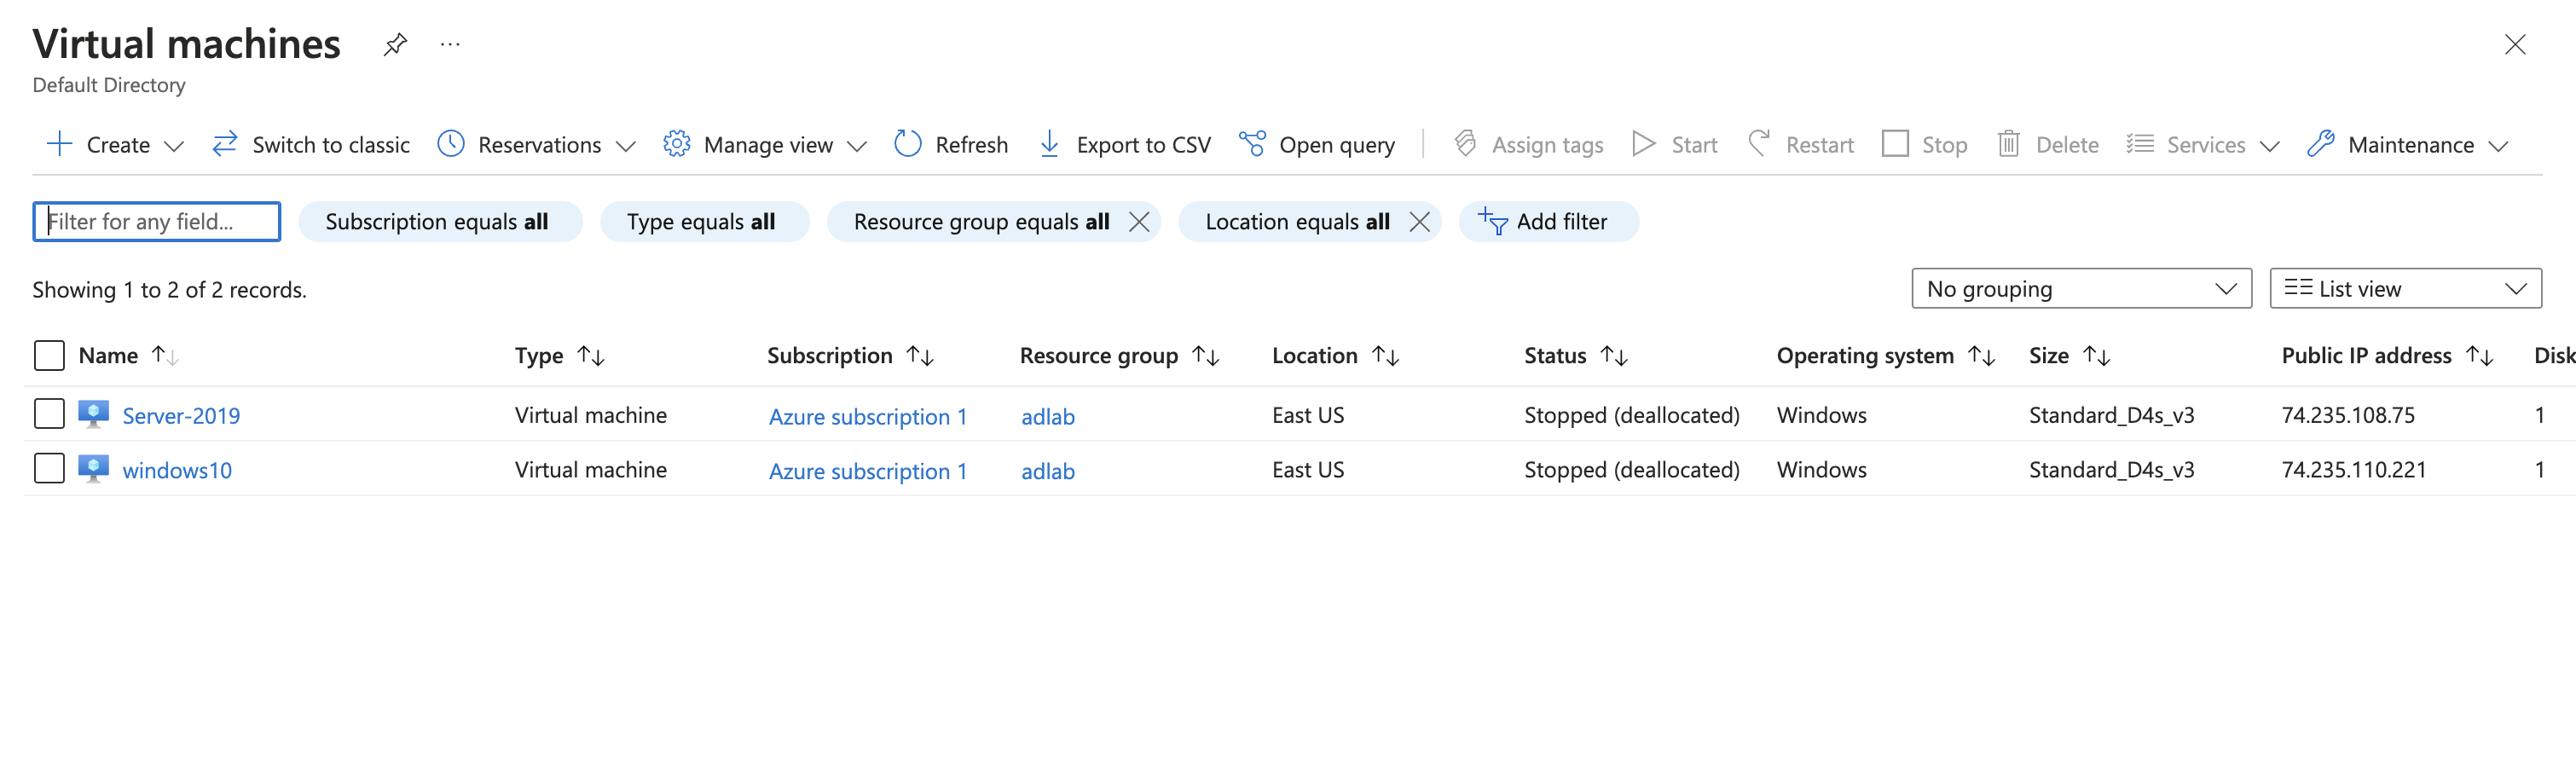 Virtual machines
Default Directory
Create Switch to classic Reservations Manage view Refresh Export to CSV Open query Assign tags Start Restart Stop Delete Services Maintenance
Filter for any field... Subscription equals all Type equals all Resource group equals all Location equals all Add filter
Showing 1 to 2 of 2 records. No grouping List view
Name Type Subscription Resource group Location Status Operating system Size Public IP address Disk
Server-2019 Virtual machine Azure subscription 1 adlab East US Stopped (deallocated) Windows Standard_D4s_v3 74.235.108.75 1
windows10 Virtual machine Azure subscription 1 adlab East US Stopped (deallocated) Windows Standard_D4s_v3 74.235.110.221 1